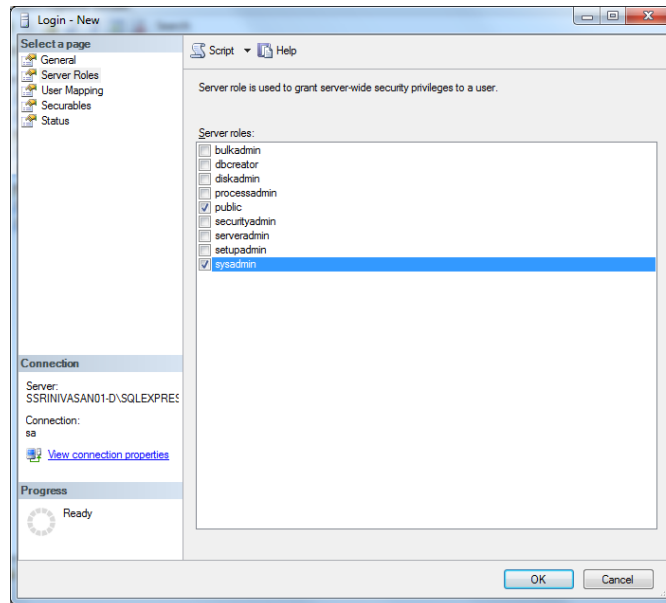 Login - New
Select a page
General
Server Roles
User Mapping
Securables
Status
Script
Help
Server role is used to grant server-wide security privileges to a user.
Server roles:
bulkadmin
dbcreator
diskadmin
processadmin
public
securityadmin
serveradmin
setupadmin
sysadmin
Connection
Server:
SSRINIVASAN01-D\SQLEXPRES
Connection:
sa
View connection properties
Progress
Ready
OK
Cancel